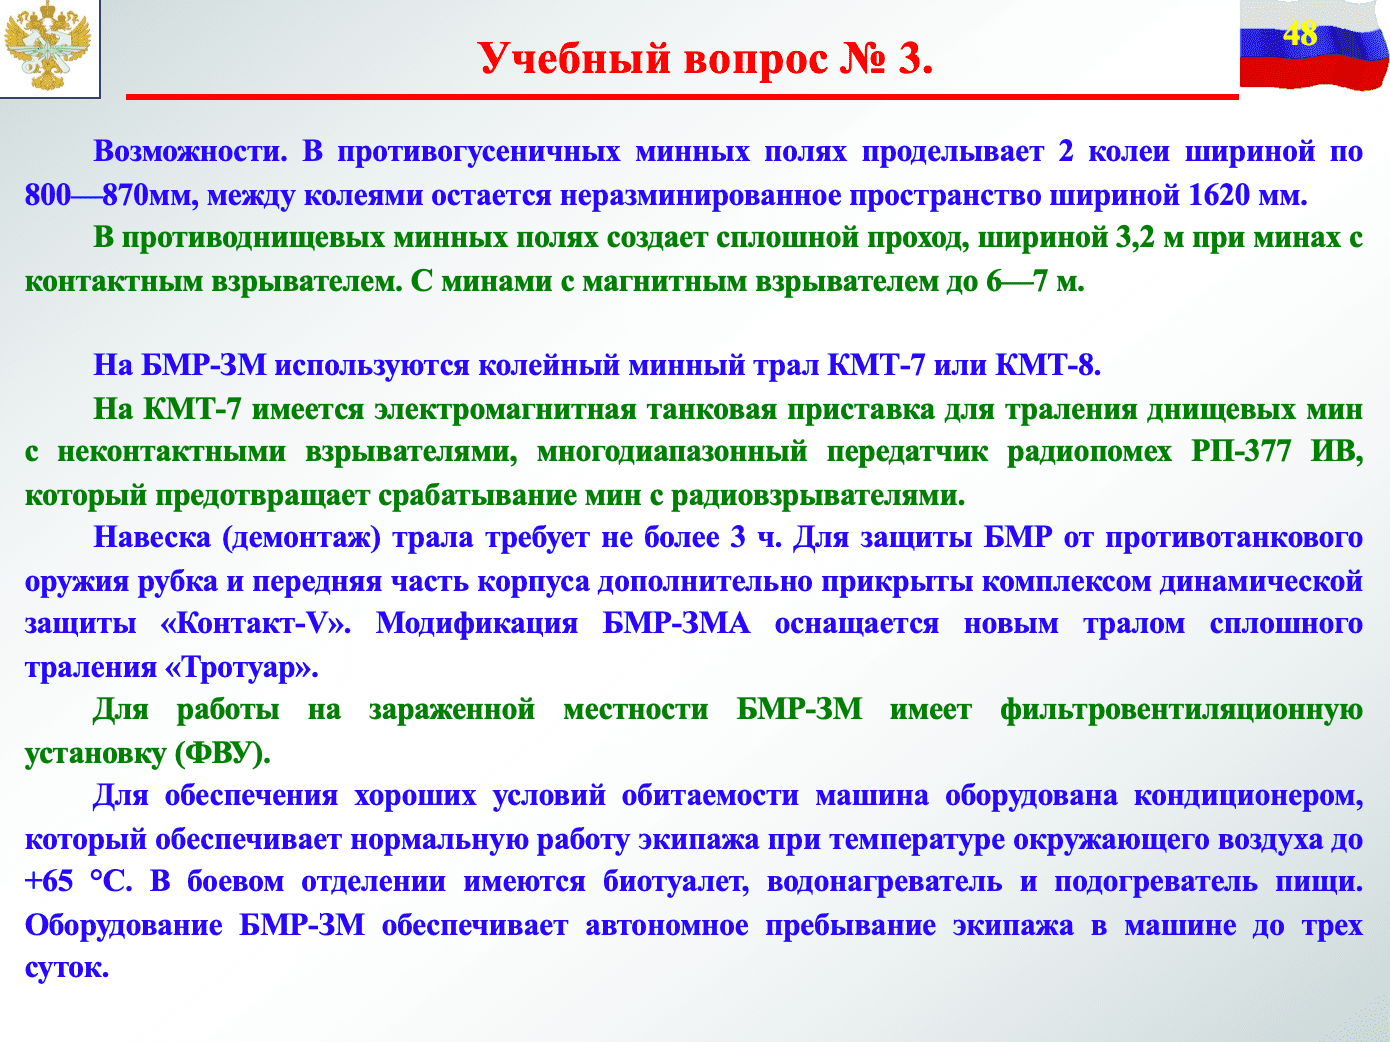 48
Учебный вопрос № 3.
Возможности. В противогусеничных минных полях проделывает 2 колеи шириной по
800—870мм, между колеями остается неразминированное пространство шириной 1620 мм.
В противоднищевых минных полях создает сплошной проход, шириной 3,2 м при минах с
контактным взрывателем. С минами с магнитным взрывателем до 6—7 м.
На БМР-ЗМ используются колейный минный трал КМТ-7 или КМТ-8.
На КМТ-7 имеется электромагнитная танковая приставка для траления днищевых мин
с неконтактными взрывателями, многодиапазонный передатчик радиопомех РП-377 ИВ,
который предотвращает срабатывание мин с радиовзрывателями.
Навеска (демонтаж) трала требует не более 3 ч. Для защиты БМР от противотанкового
оружия рубка и передняя часть корпуса дополнительно прикрыты комплексом динамической
защиты «Контакт-V». Модификация БМР-ЗМА оснащается новым тралом сплошного
траления «Тротуар».
Для работы на зараженной местности БМР-ЗМ имеет фильтровентиляционную
установку (ФВУ).
Для обеспечения хороших условий обитаемости машина оборудована кондиционером,
который обеспечивает нормальную работу экипажа при температуре окружающего воздуха до
+65 °С. В боевом отделении имеются биотуалет, водонагреватель и подогреватель пищи.
Оборудование БМР-ЗМ обеспечивает автономное пребывание экипажа в машине до трех
суток.